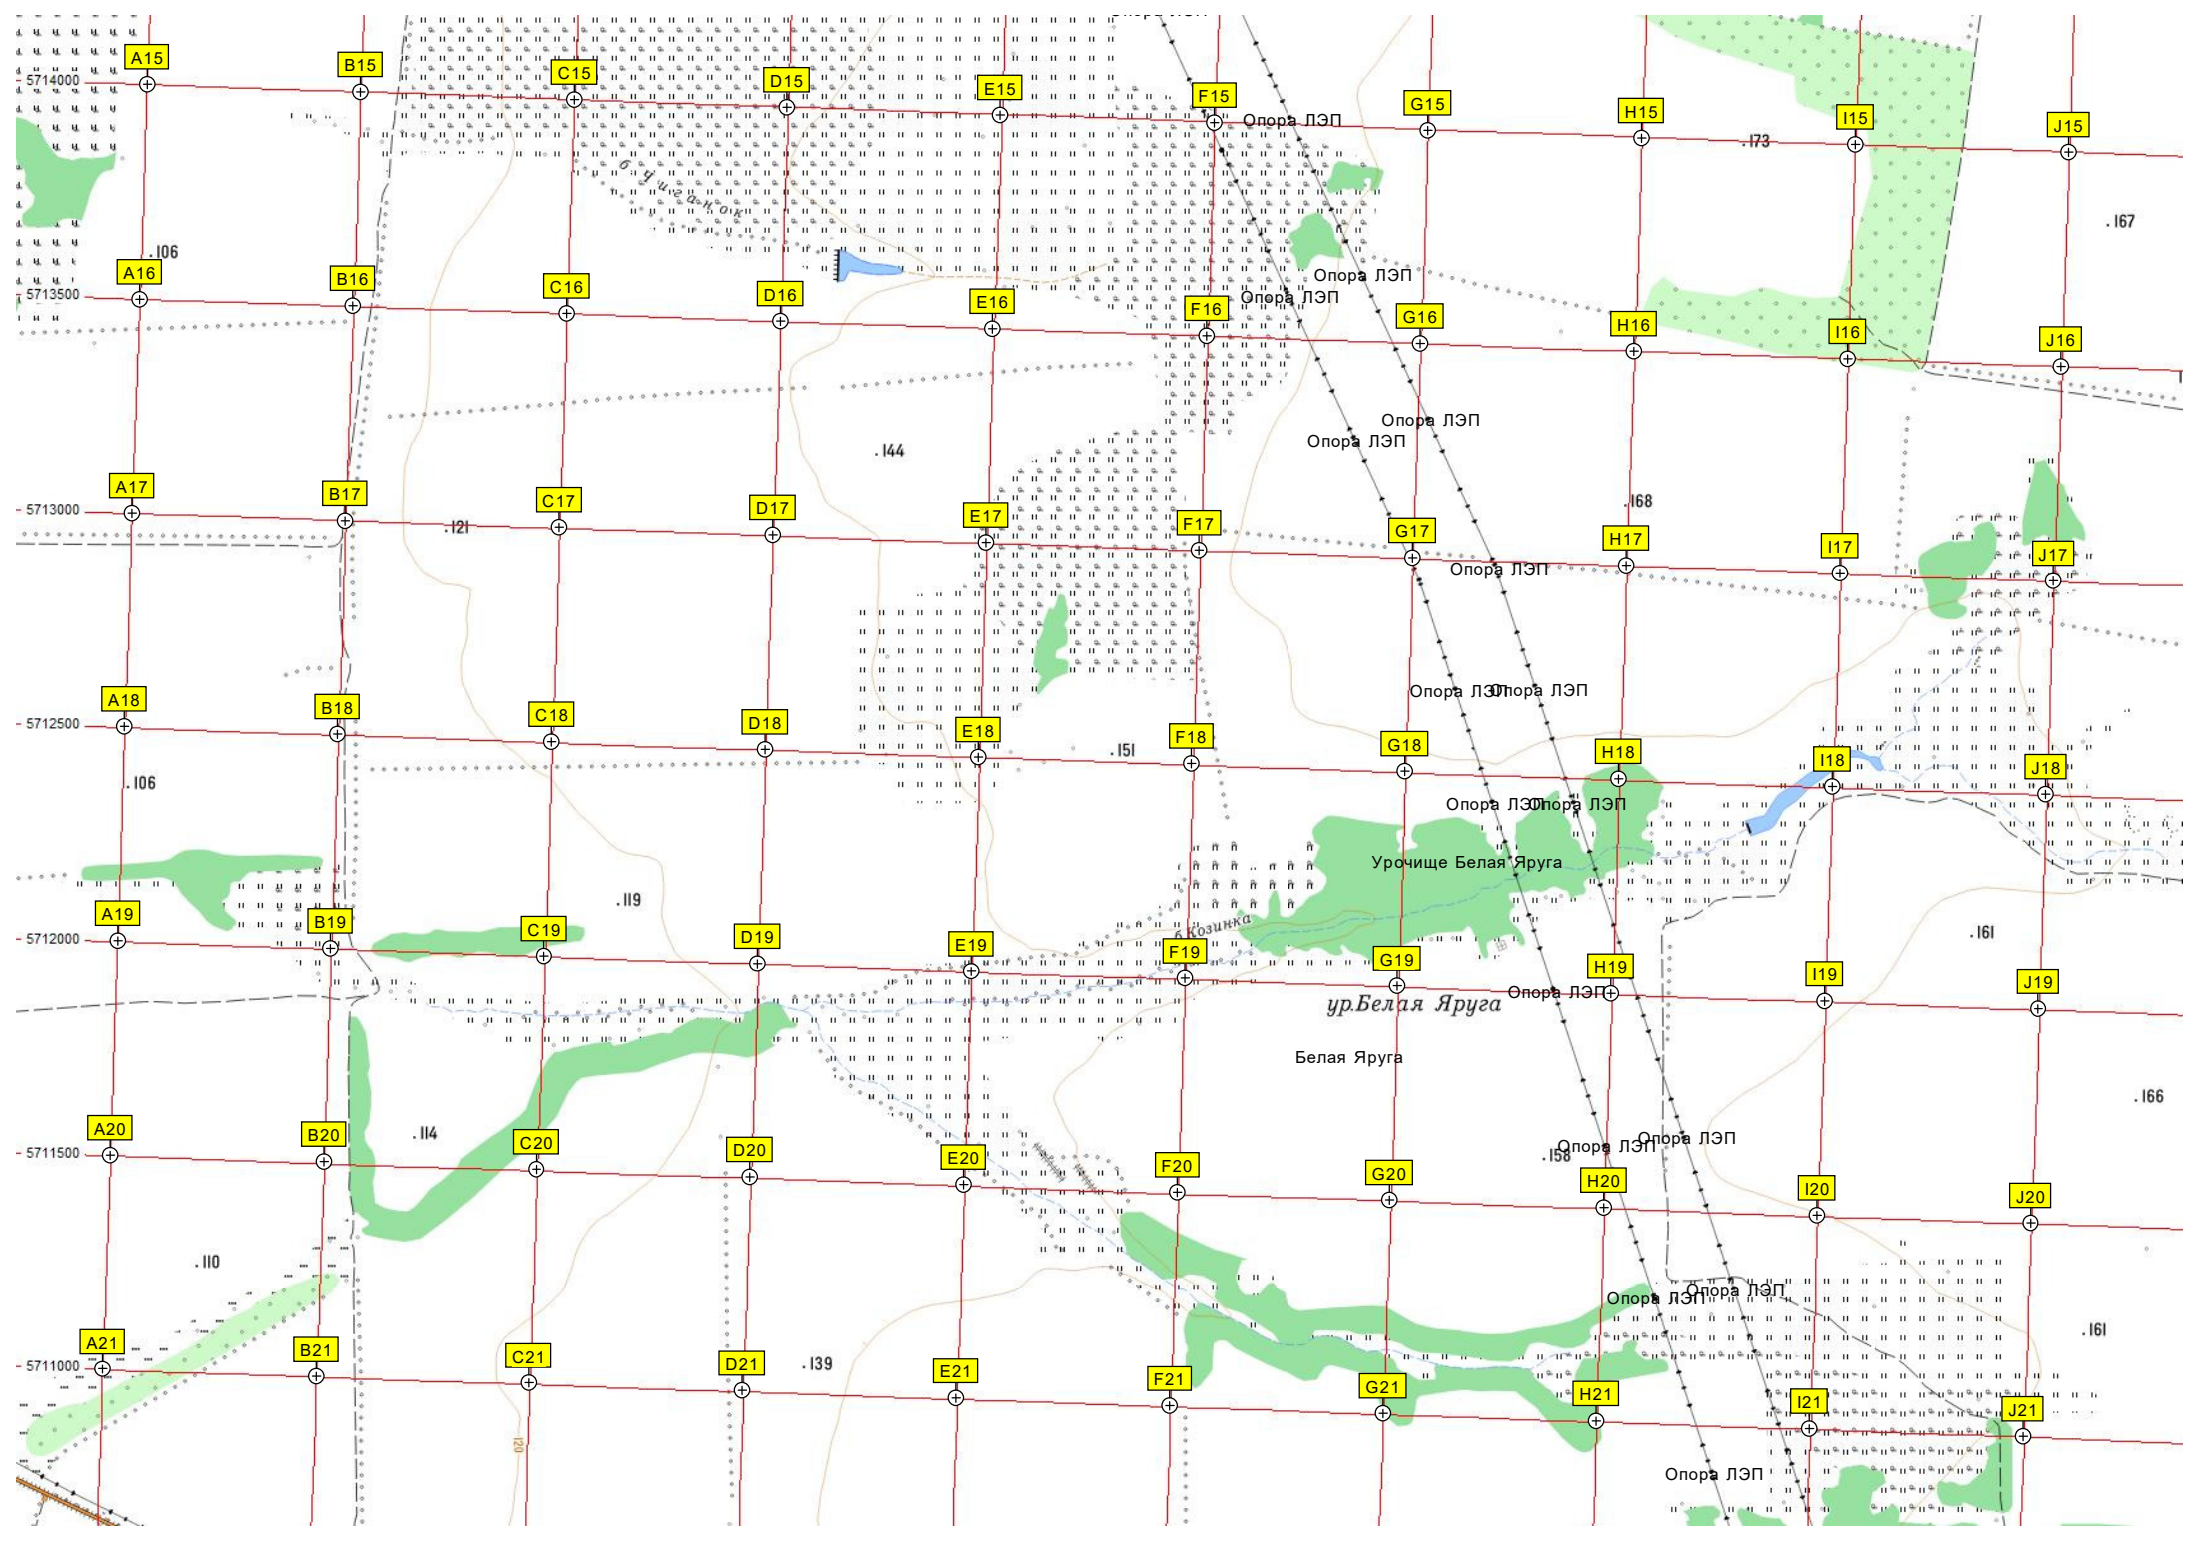 Опора ЛЭП
A15
B15
C15
D15
E15
F15
G15
H15
I15
J15
5714000
Опора ЛЭП
.173
б. Циганок
.167
.106
A16
B16
C16
D16
E16
F16
G16
H16
I16
J16
5713500
Опора ЛЭП
Опора ЛЭП
Опора ЛЭП
Опора ЛЭП
.144
A17
B17
C17
D17
E17
F17
G17
H17
I17
J17
5713000
.121
.168
Опора ЛЭП
Опора ЛЭП
Опора ЛЭП
A18
B18
C18
D18
E18
F18
G18
H18
I18
J18
5712500
.151
.106
Опора ЛЭП
Опора ЛЭП
Урочище Белая Яруга
.119
б.Козинка
.161
A19
B19
C19
D19
E19
F19
G19
H19
I19
J19
5712000
Опора ЛЭП
ур.Белая Яруга
Белая Яруга
.166
.114
Опора ЛЭП
Опора ЛЭП
.158
A20
B20
C20
D20
E20
F20
G20
H20
I20
J20
5711500
.110
Опора ЛЭП
Опора ЛЭП
.161
A21
B21
C21
D21
E21
F21
G21
H21
I21
J21
5711000
.139
120
Опора ЛЭП